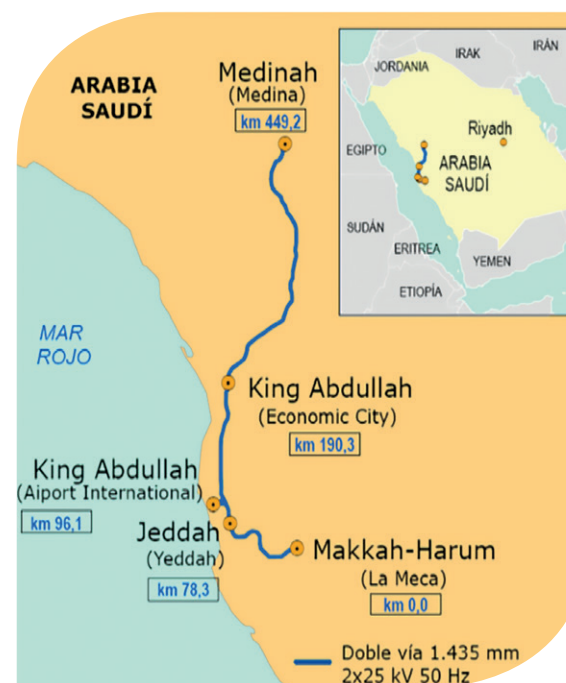 ARABIA
SAUDÍ
Medinah
(Medina)
km 449,2
MAR
ROJO
King Abdullah
(Economic City)
km 190,3
King Abdullah
(Aiport International)
km 96,1
Jeddah
(Yeddah)
km 78,3
Makkah-Harum
(La Meca)
km 0,0
Doble vía 1.435 mm
2x25 kV 50 Hz
JORDANIA
IRAK
IRÁN
EGIPTO
Riyadh
ARABIA
SAUDÍ
SUDÁN
ERITREA
YEMEN
ETIOPÍA